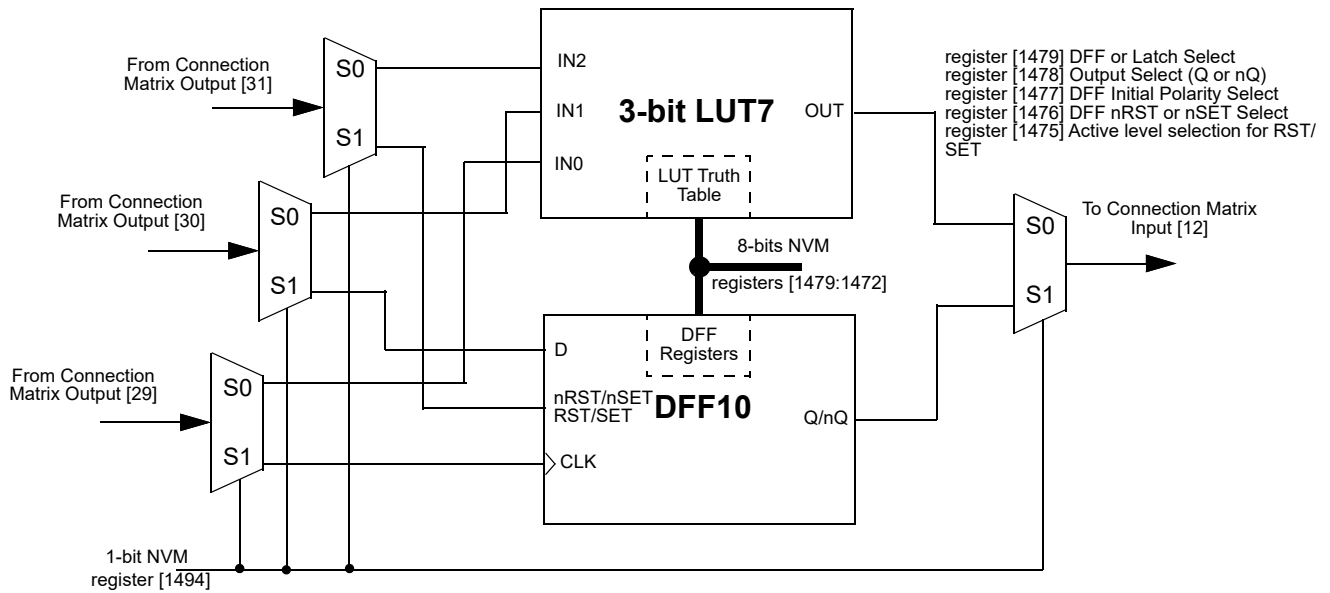 From Connection
Matrix Output [31]
S0
S1
From Connection
Matrix Output [30]
S0
S1
From Connection
Matrix Output [29]
S0
S1
1-bit NVM
register [1494]
IN2
IN1
IN0
3-bit LUT7
OUT
LUT Truth
Table
8-bits NVM
registers [1479:1472]
DFF
Registers
D
nRST/nSET
RST/SET
DFF10
Q/nQ
CLK
register [1479] DFF or Latch Select
register [1478] Output Select (Q or nQ)
register [1477] DFF Initial Polarity Select
register [1476] DFF nRST or nSET Select
register [1475] Active level selection for RST/
SET
S0
S1
To Connection Matrix
Input [12]